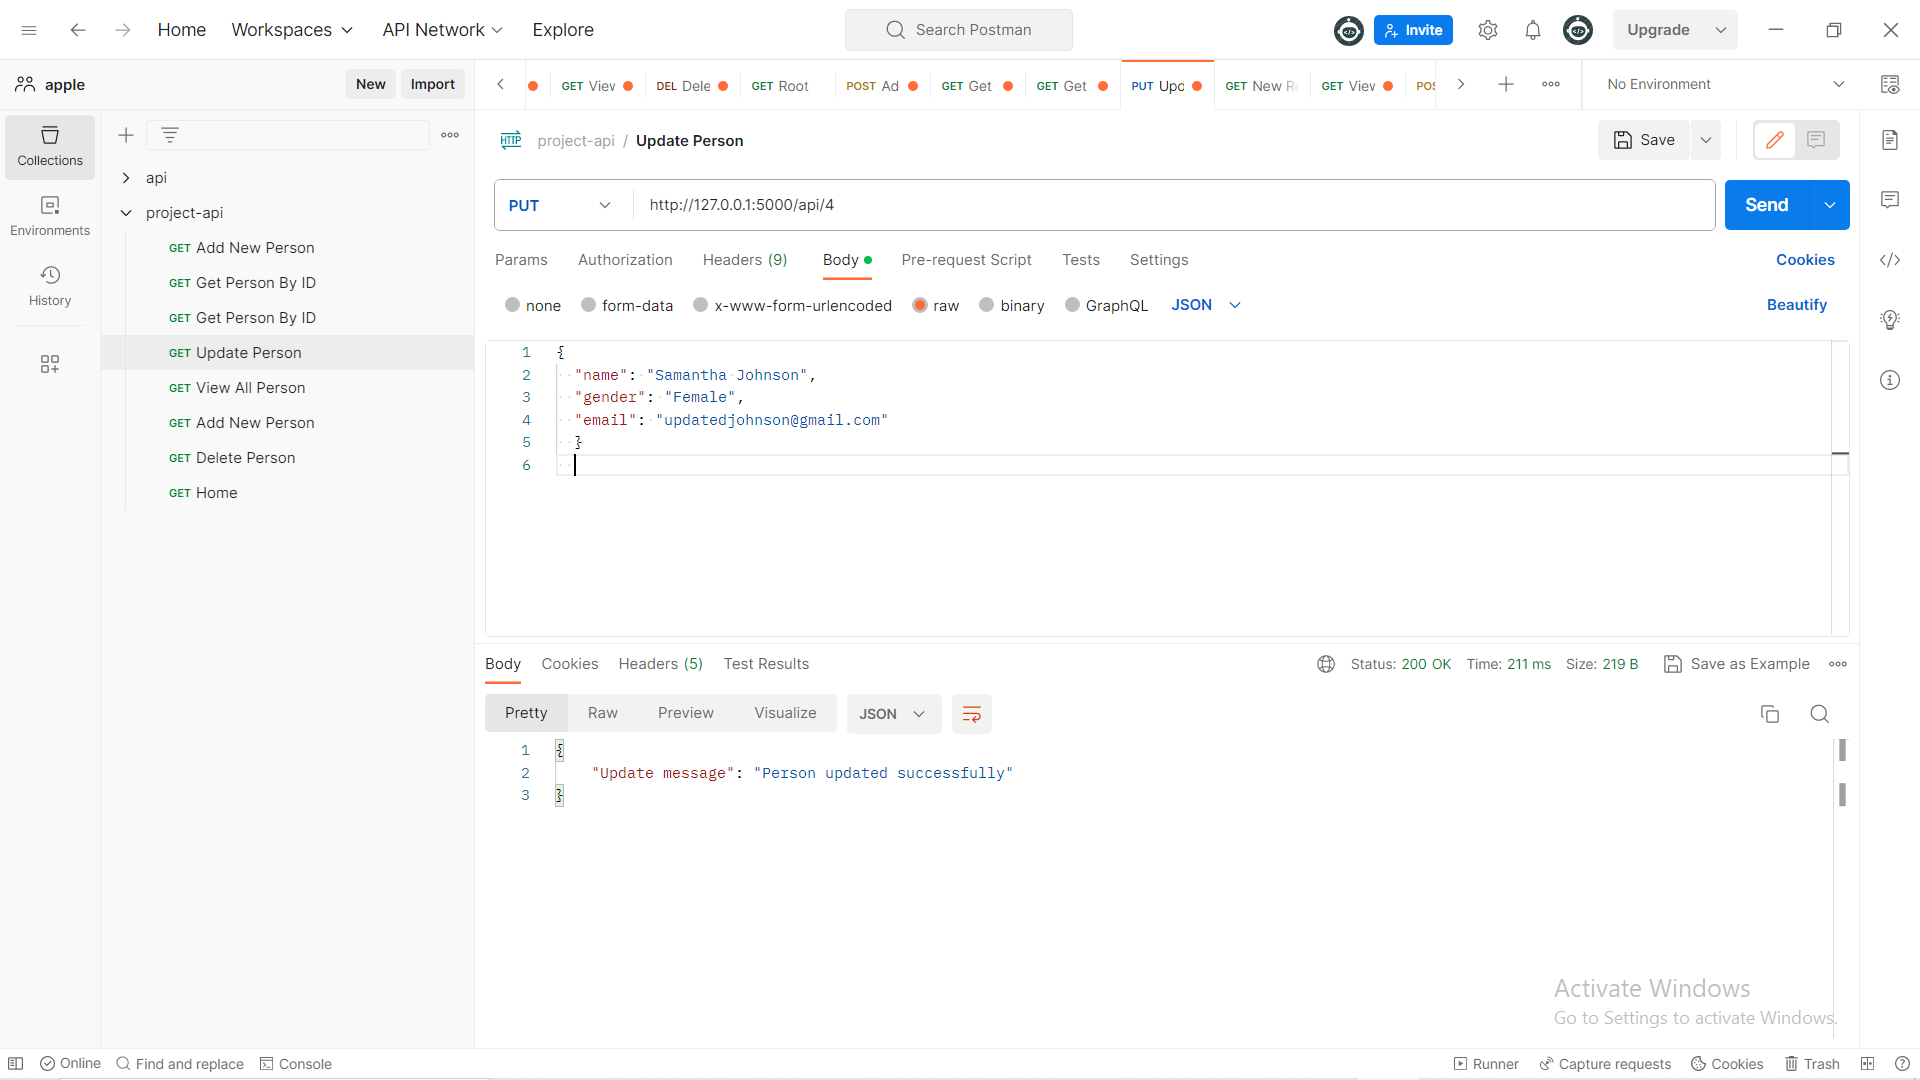 Home Workspaces API Network Explore Search Postman Invite Upgrade
apple New Import
GET View DEL Dele GET Root POST Ad GET Get GET Get PUT Upd GET New Re GET View POS No Environment
Collections
Environments
History
api
project-api
GET Add New Person
GET Get Person By ID
GET Get Person By ID
GET Update Person
GET View All Person
GET Add New Person
GET Delete Person
GET Home
HTTP project-api / Update Person Save
PUT http://127.0.0.1:5000/api/4 Send
Params Authorization Headers (9) Body Pre-request Script Tests Settings Cookies
none form-data x-www-form-urlencoded raw binary GraphQL JSON Beautify
1 {
2 "name": "Samantha Johnson",
3 "gender": "Female",
4 "email": "updatedjohnson@gmail.com"
5 }
6
Body Cookies Headers (5) Test Results Status: 200 OK Time: 211 ms Size: 219 B Save as Example
Pretty Raw Preview Visualize JSON
1 {
2 "Update message": "Person updated successfully"
3 }
Activate Windows
Go to Settings to activate Windows.
Online Find and replace Console Runner Capture requests Cookies Trash